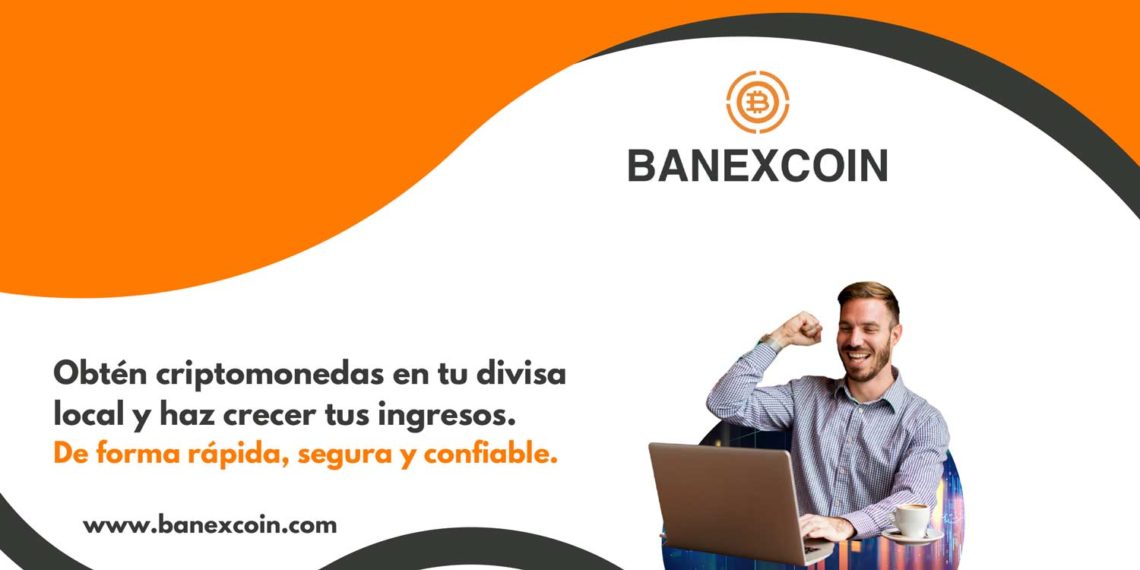 BANEXCOIN
Obtén criptomonedas en tu divisa
local y haz crecer tus ingresos.
De forma rápida, segura y confiable.
www.banexcoin.com